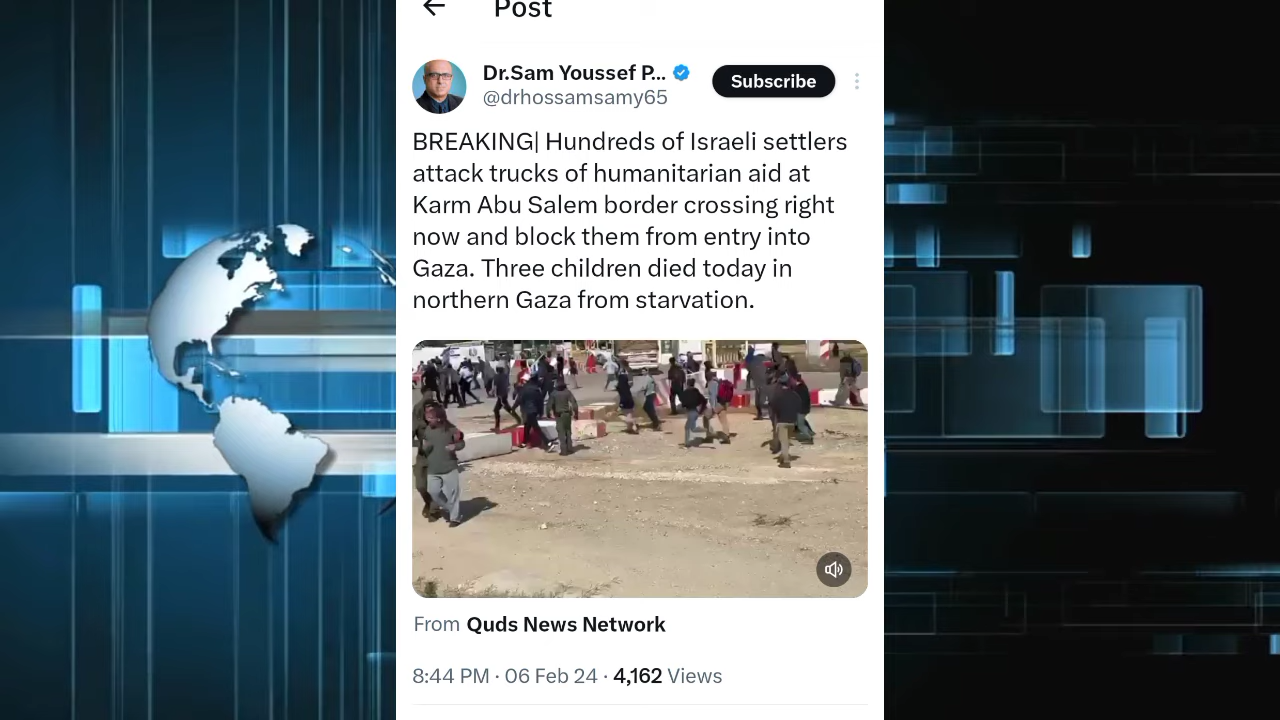 Post
Dr.Sam Youssef P...
@drhossamsamy65
Subscribe
BREAKING| Hundreds of Israeli settlers
attack trucks of humanitarian aid at
Karm Abu Salem border crossing right
now and block them from entry into
Gaza. Three children died today in
northern Gaza from starvation.
From Quds News Network
8:44 PM · 06 Feb 24 · 4,162 Views